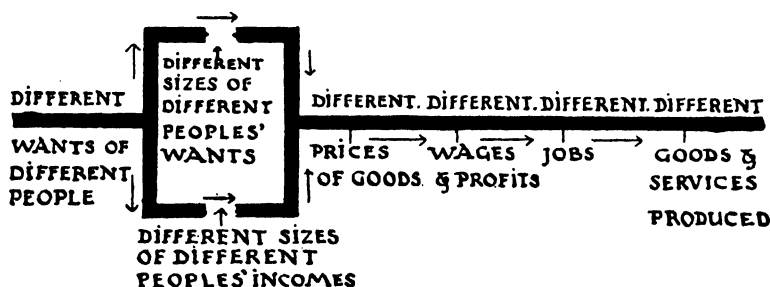 DIFFERENT
WANTS OF
DIFFERENT
PEOPLE
DIFFERENT
SIZES OF
DIFFERENT
PEOPLES'
WANTS
DIFFERENT SIZES
OF DIFFERENT
PEOPLES' INCOMES
DIFFERENT. DIFFERENT. DIFFERENT. DIFFERENT
PRICES WAGES JOBS GOODS &
OF GOODS & PROFITS SERVICES
PRODUCED